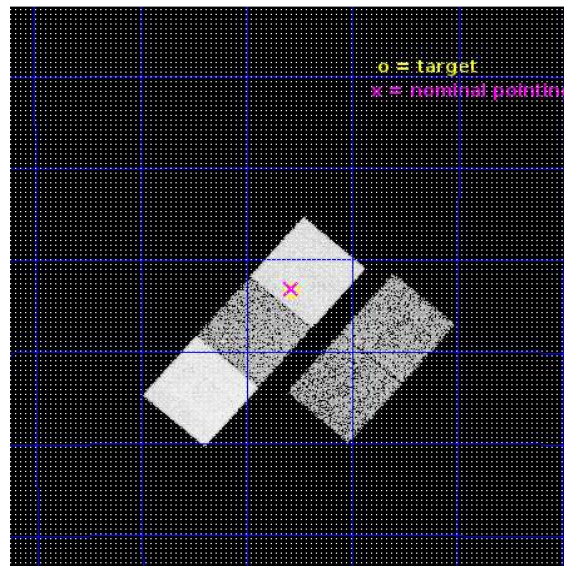 o = target
x = nominal pointing